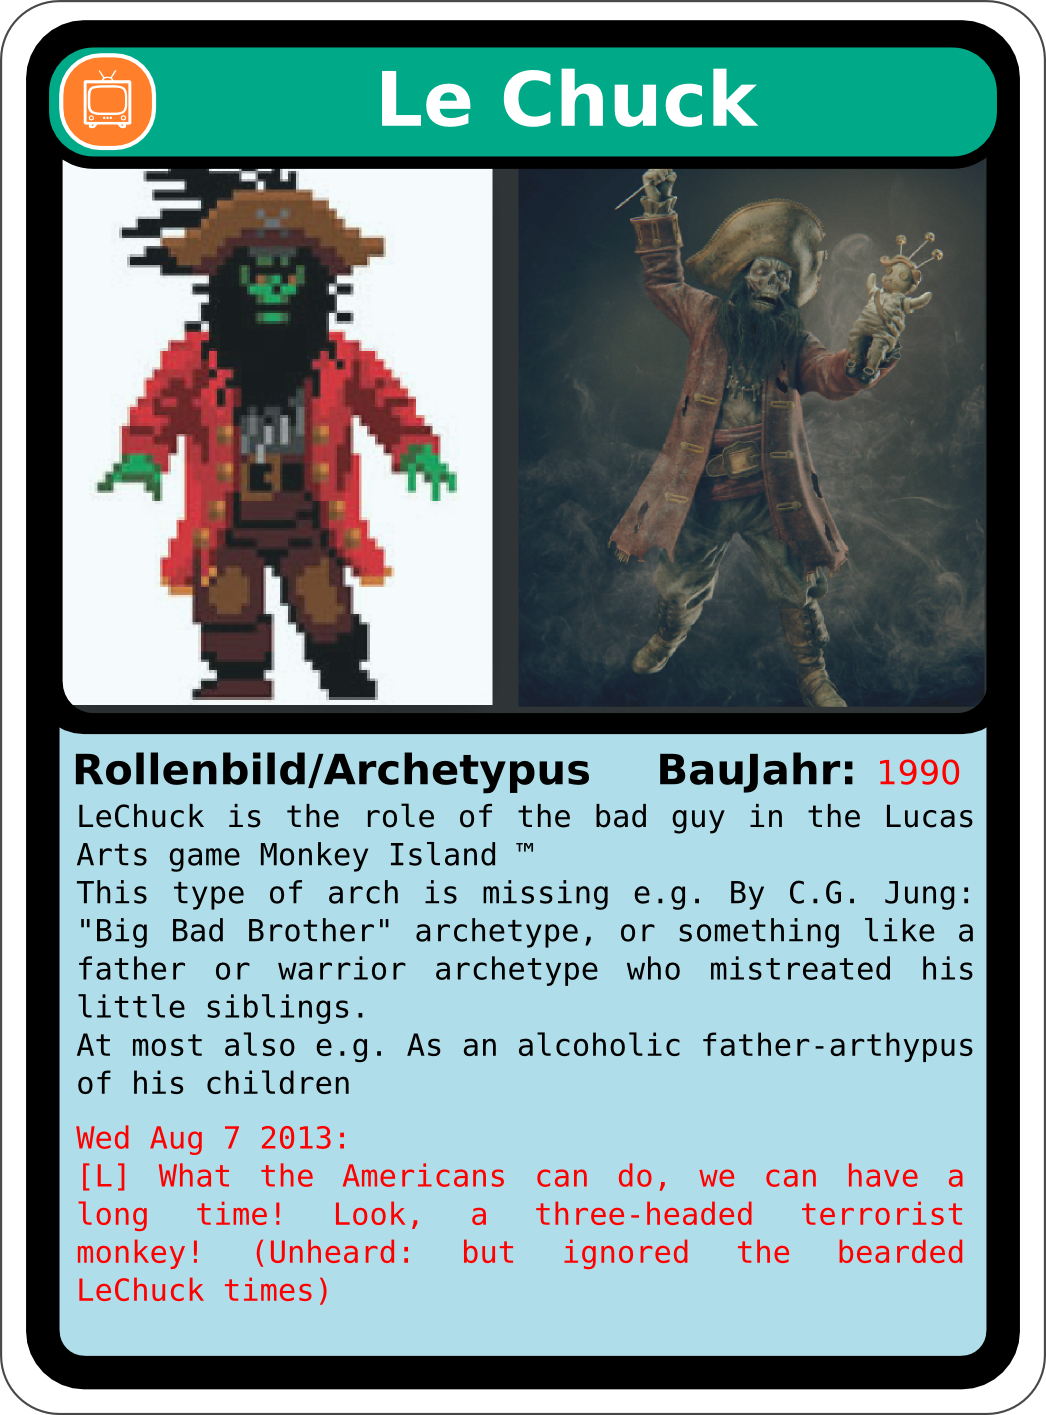 Le Chuck
Rollenbild/Archetypus BauJahr: 1990
LeChuck is the role of the bad guy in the Lucas
Arts game Monkey Island ™
This type of arch is missing e.g. By C.G. Jung:
"Big Bad Brother" archetype, or something like a
father or warrior archetype who mistreated his
little siblings.
At most also e.g. As an alcoholic father-arthypus
of his children
Wed Aug 7 2013:
[L] What the Americans can do, we can have a
long time! Look, a three-headed terrorist
monkey! (Unheard: but ignored the bearded
LeChuck times)